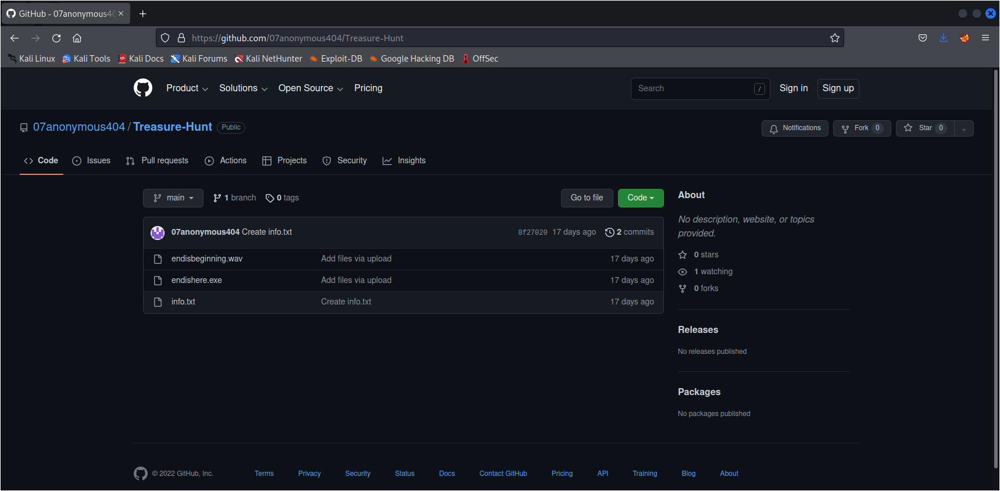 GitHub - 07anonymous40
https://github.com/07anonymous404/Treasure-Hunt
Kali Linux Kali Tools Kali Docs Kali Forums Kali NetHunter Exploit-DB Google Hacking DB OffSec
Product Solutions Open Source Pricing Search / Sign in Sign up
07anonymous404 / Treasure-Hunt Public Notifications Fork 0 Star 0
Code Issues Pull requests Actions Projects Security Insights
main 1 branch 0 tags Go to file Code
About
No description, website, or topics
provided.
07anonymous404 Create info.txt 8f27020 17 days ago 2 commits
endisbeginning.wav Add files via upload 17 days ago
endishere.exe Add files via upload 17 days ago
info.txt Create info.txt 17 days ago
0 stars
1 watching
0 forks
Releases
No releases published
Packages
No packages published
© 2022 GitHub, Inc. Terms Privacy Security Status Docs Contact GitHub Pricing API Training Blog About